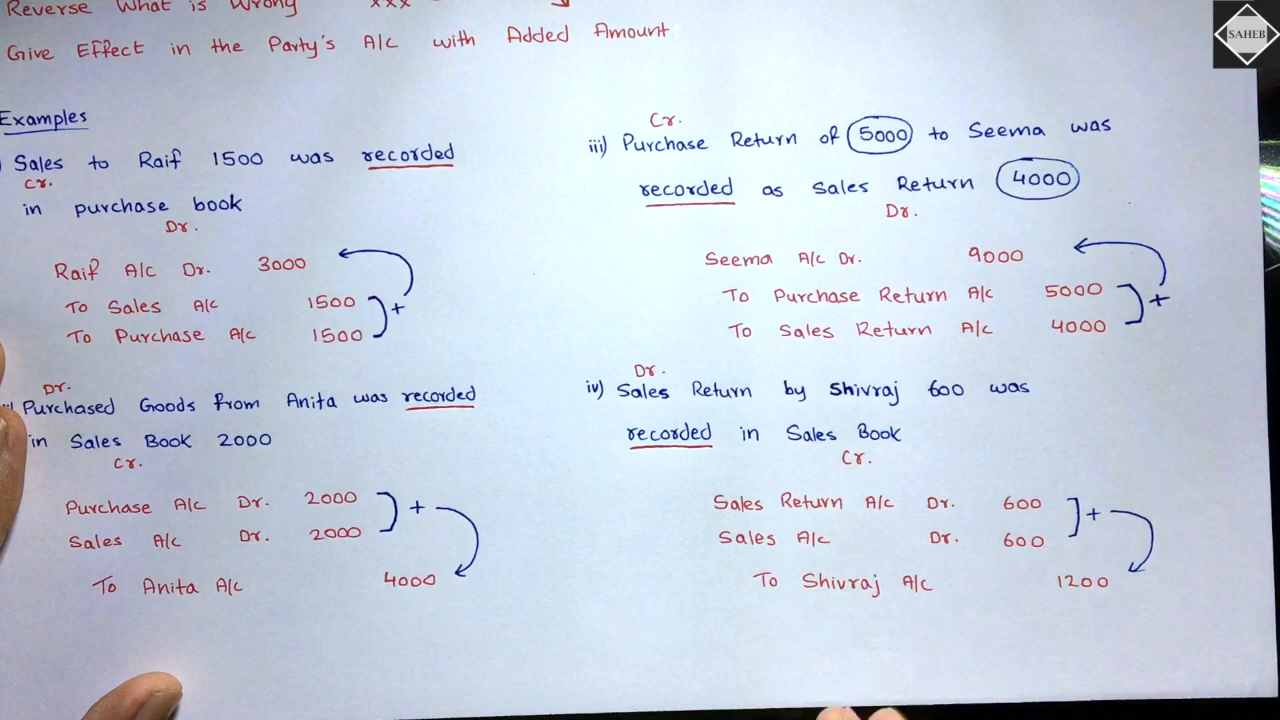 Reverse What is Wrong xxx
Give Effect in the Party's A/c with Added Amount
SAHEB
Examples
Sales to Raif 1500 was recorded
Cr.
in purchase book
Dr.
Raif A/c Dr. 3000
To Sales A/c 1500
To Purchase A/c 1500
+
Dr.
Purchased Goods from Anita was recorded
in Sales Book 2000
Cr.
Purchase A/c Dr. 2000
Sales A/c Dr. 2000
+
To Anita A/c 4000
Cr.
iii) Purchase Return of 5000 to Seema was
recorded as Sales Return 4000
Dr.
Seema A/c Dr. 9000
To Purchase Return A/c 5000
To Sales Return A/c 4000
+
Dr.
iv) Sales Return by Shivraj 600 was
recorded in Sales Book
Cr.
Sales Return A/c Dr. 600
Sales A/c Dr. 600
+
To Shivraj A/c 1200